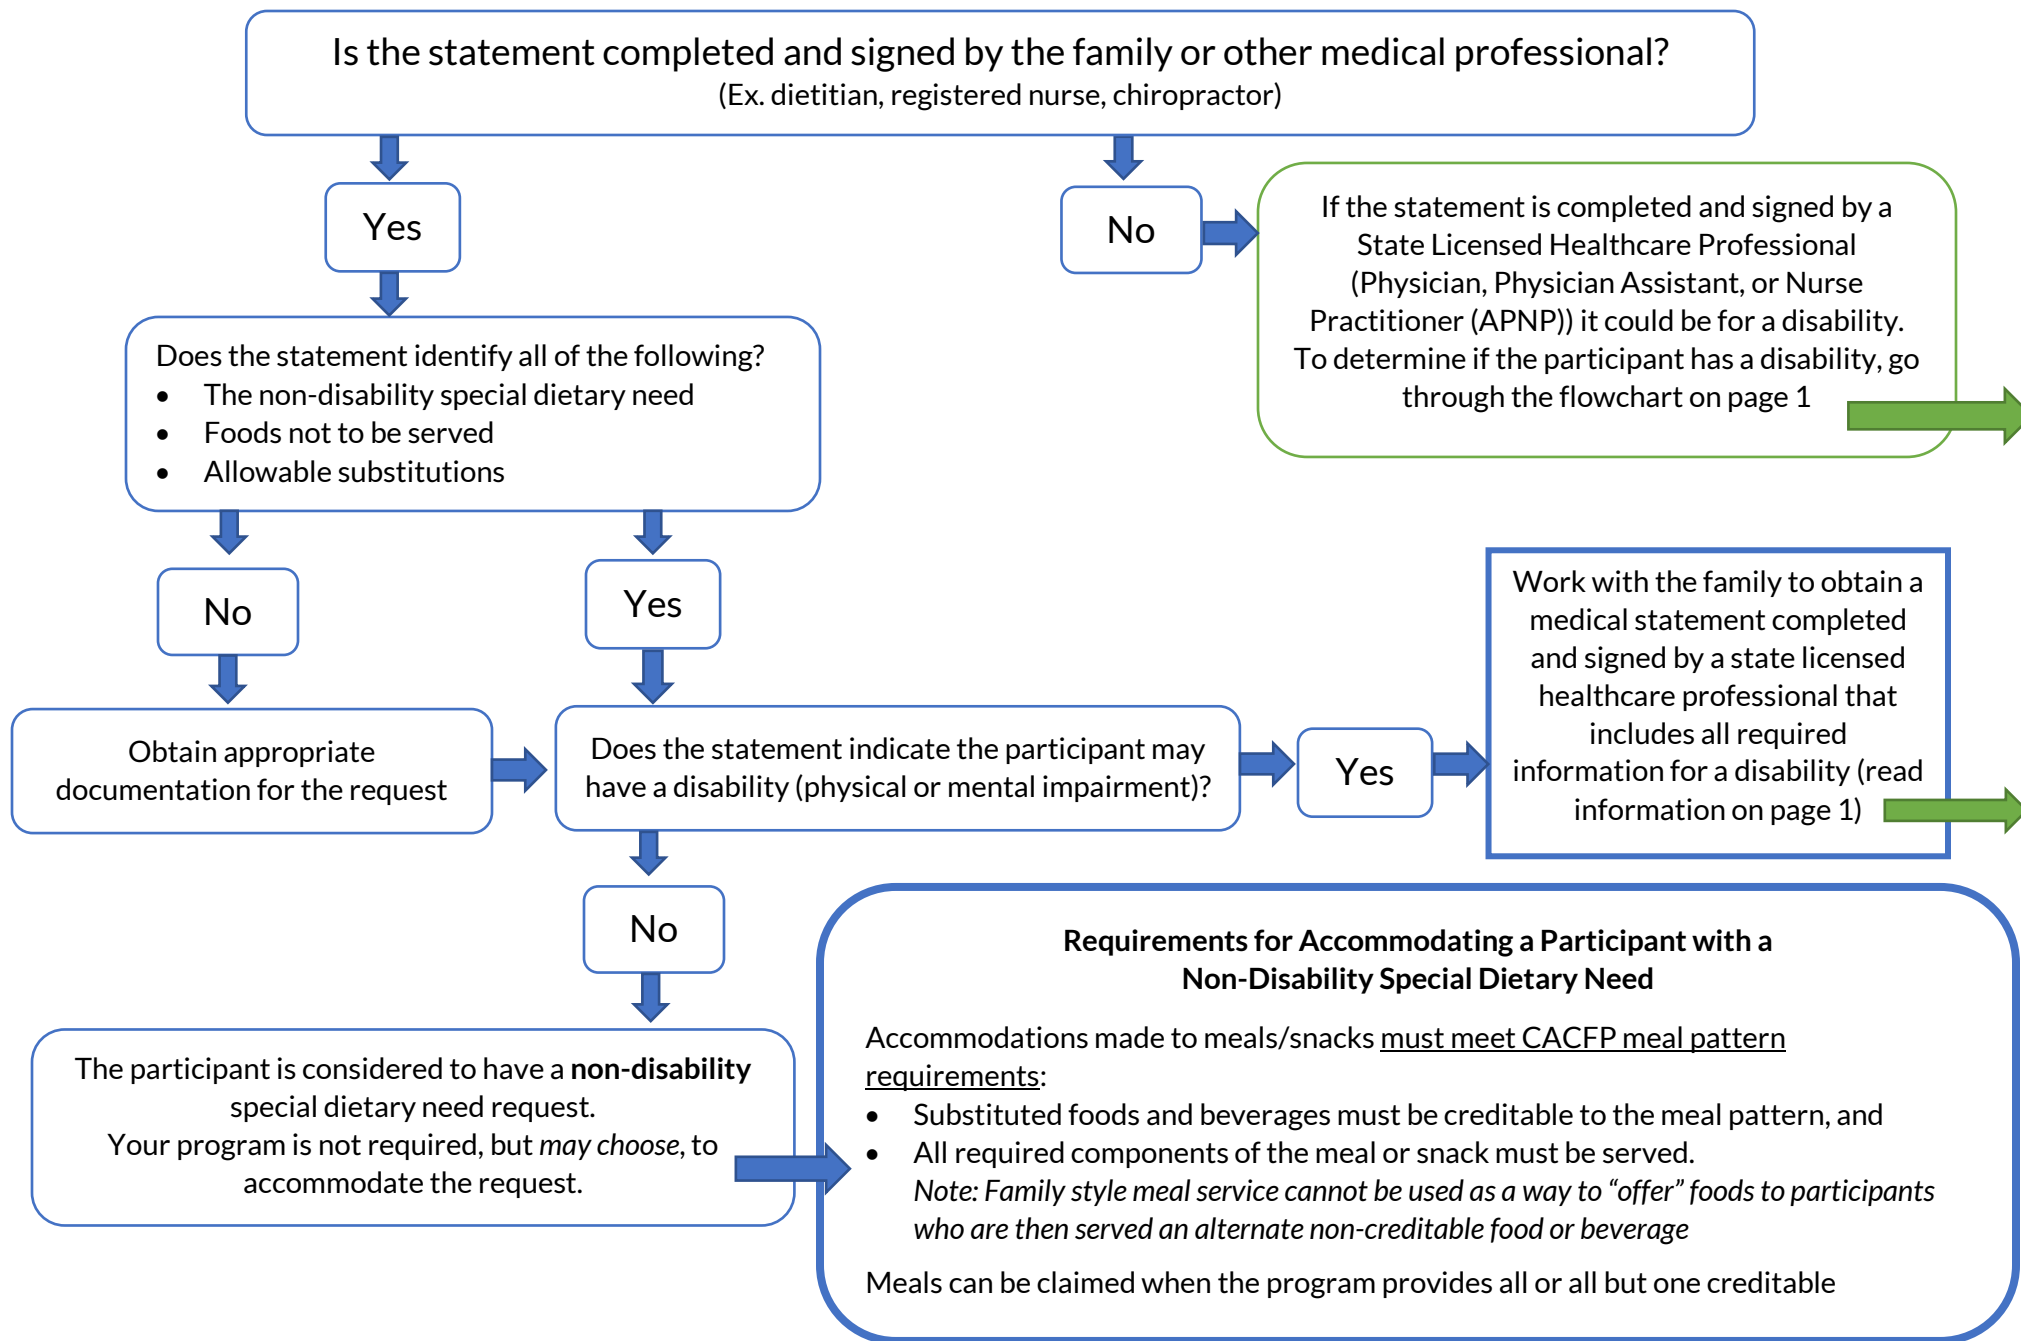 Is the statement completed and signed by the family or other medical professional?
(Ex. dietitian, registered nurse, chiropractor)
Yes
No
If the statement is completed and signed by a
State Licensed Healthcare Professional
(Physician, Physician Assistant, or Nurse
Practitioner (APNP)) it could be for a disability.
To determine if the participant has a disability, go
through the flowchart on page 1
Does the statement identify all of the following?
• The non-disability special dietary need
• Foods not to be served
• Allowable substitutions
No
Yes
Obtain appropriate
documentation for the request
Does the statement indicate the participant may
have a disability (physical or mental impairment)?
Yes
Work with the family to obtain a
medical statement completed
and signed by a state licensed
healthcare professional that
includes all required
information for a disability (read
information on page 1)
No
The participant is considered to have a non-disability
special dietary need request.
Your program is not required, but may choose, to
accommodate the request.
Requirements for Accommodating a Participant with a
Non-Disability Special Dietary Need
Accommodations made to meals/snacks must meet CACFP meal pattern
requirements:
• Substituted foods and beverages must be creditable to the meal pattern, and
• All required components of the meal or snack must be served.
Note: Family style meal service cannot be used as a way to “offer” foods to participants
who are then served an alternate non-creditable food or beverage
Meals can be claimed when the program provides all or all but one creditable